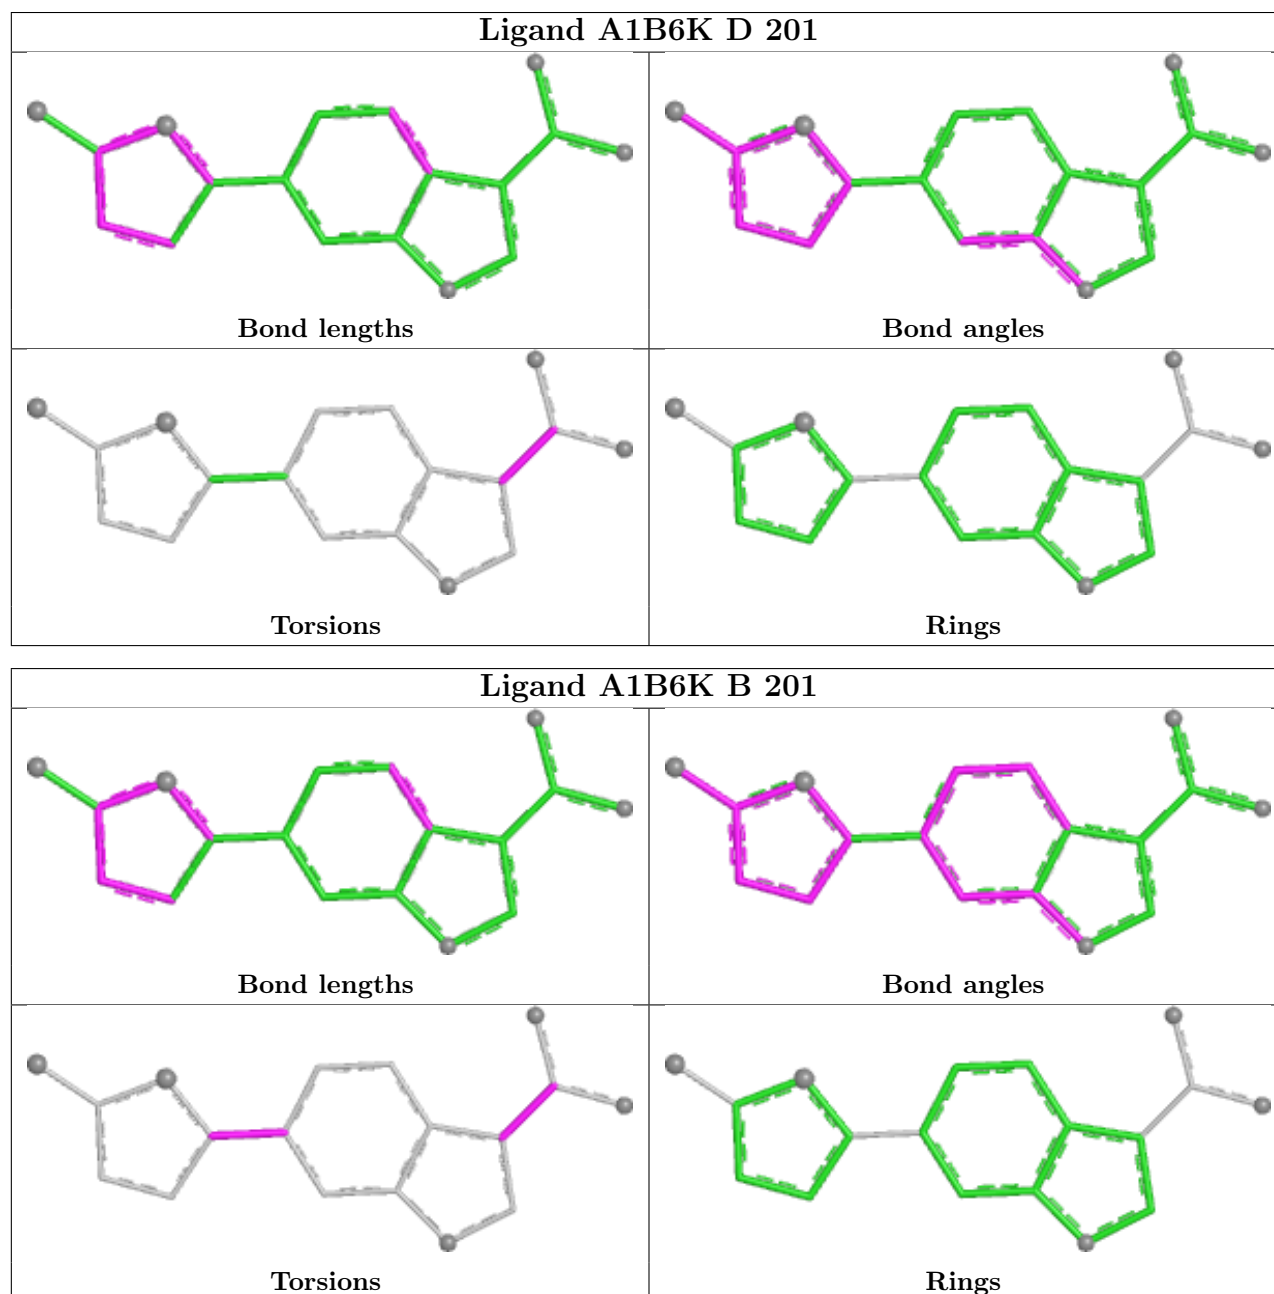 Ligand A1B6K D 201
Bond lengths
Bond angles
Torsions
Rings
Ligand A1B6K B 201
Bond lengths
Bond angles
Torsions
Rings